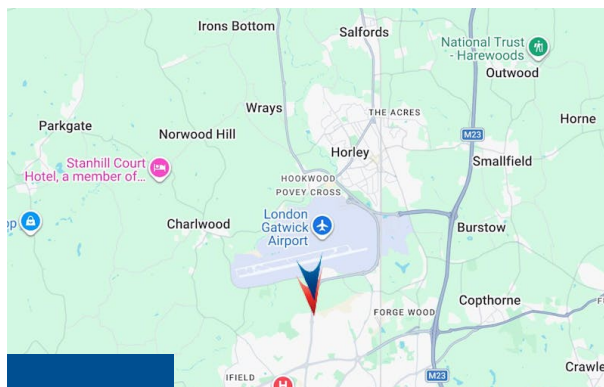 Irons Bottom
Salfords
National Trust
- Harewoods
Outwood
Wrays
THE ACRES
Parkgate
Norwood Hill
M23
Horne
Horley
Stanhill Court
Hotel, a member of...
Smallfield
HOOKWOOD
POVEY CROSS
op
Charlwood
London
Gatwick
Airport
Burstow
Copthorne
FORGE WOOD
F
Crawle
IFIELD
H
M23